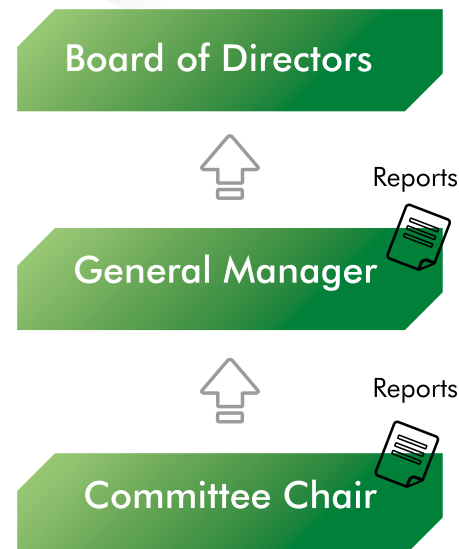 Board of Directors
Reports
General Manager
Reports
Committee Chair